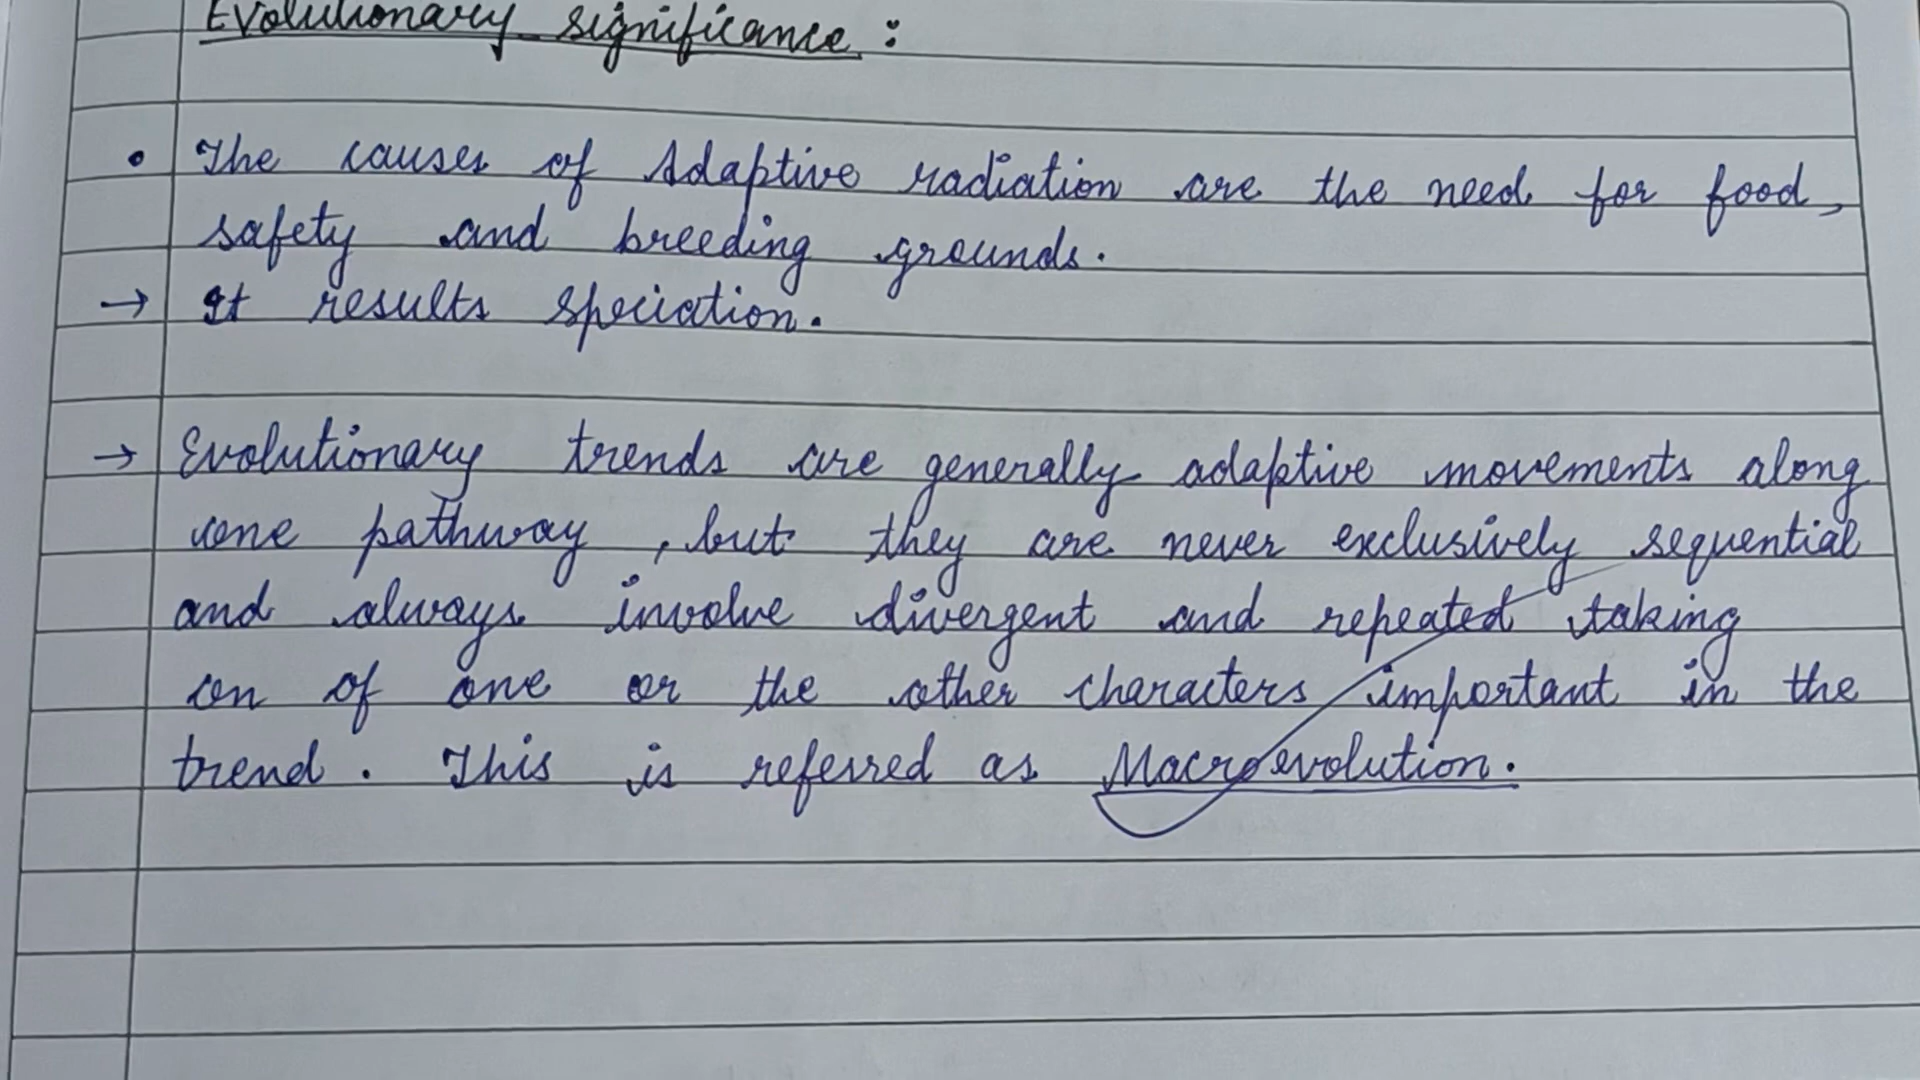 Evolutionary significance :
• The causes of Adaptive radiation are the need for food,
safety and breeding grounds.
→ It results speciation.
→ Evolutionary trends are generally adaptive movements along
one pathway, but they are never exclusively sequential
and always involve divergent and repeated taking
on of one or the other characters important in the
trend. This is referred as Macroevolution.